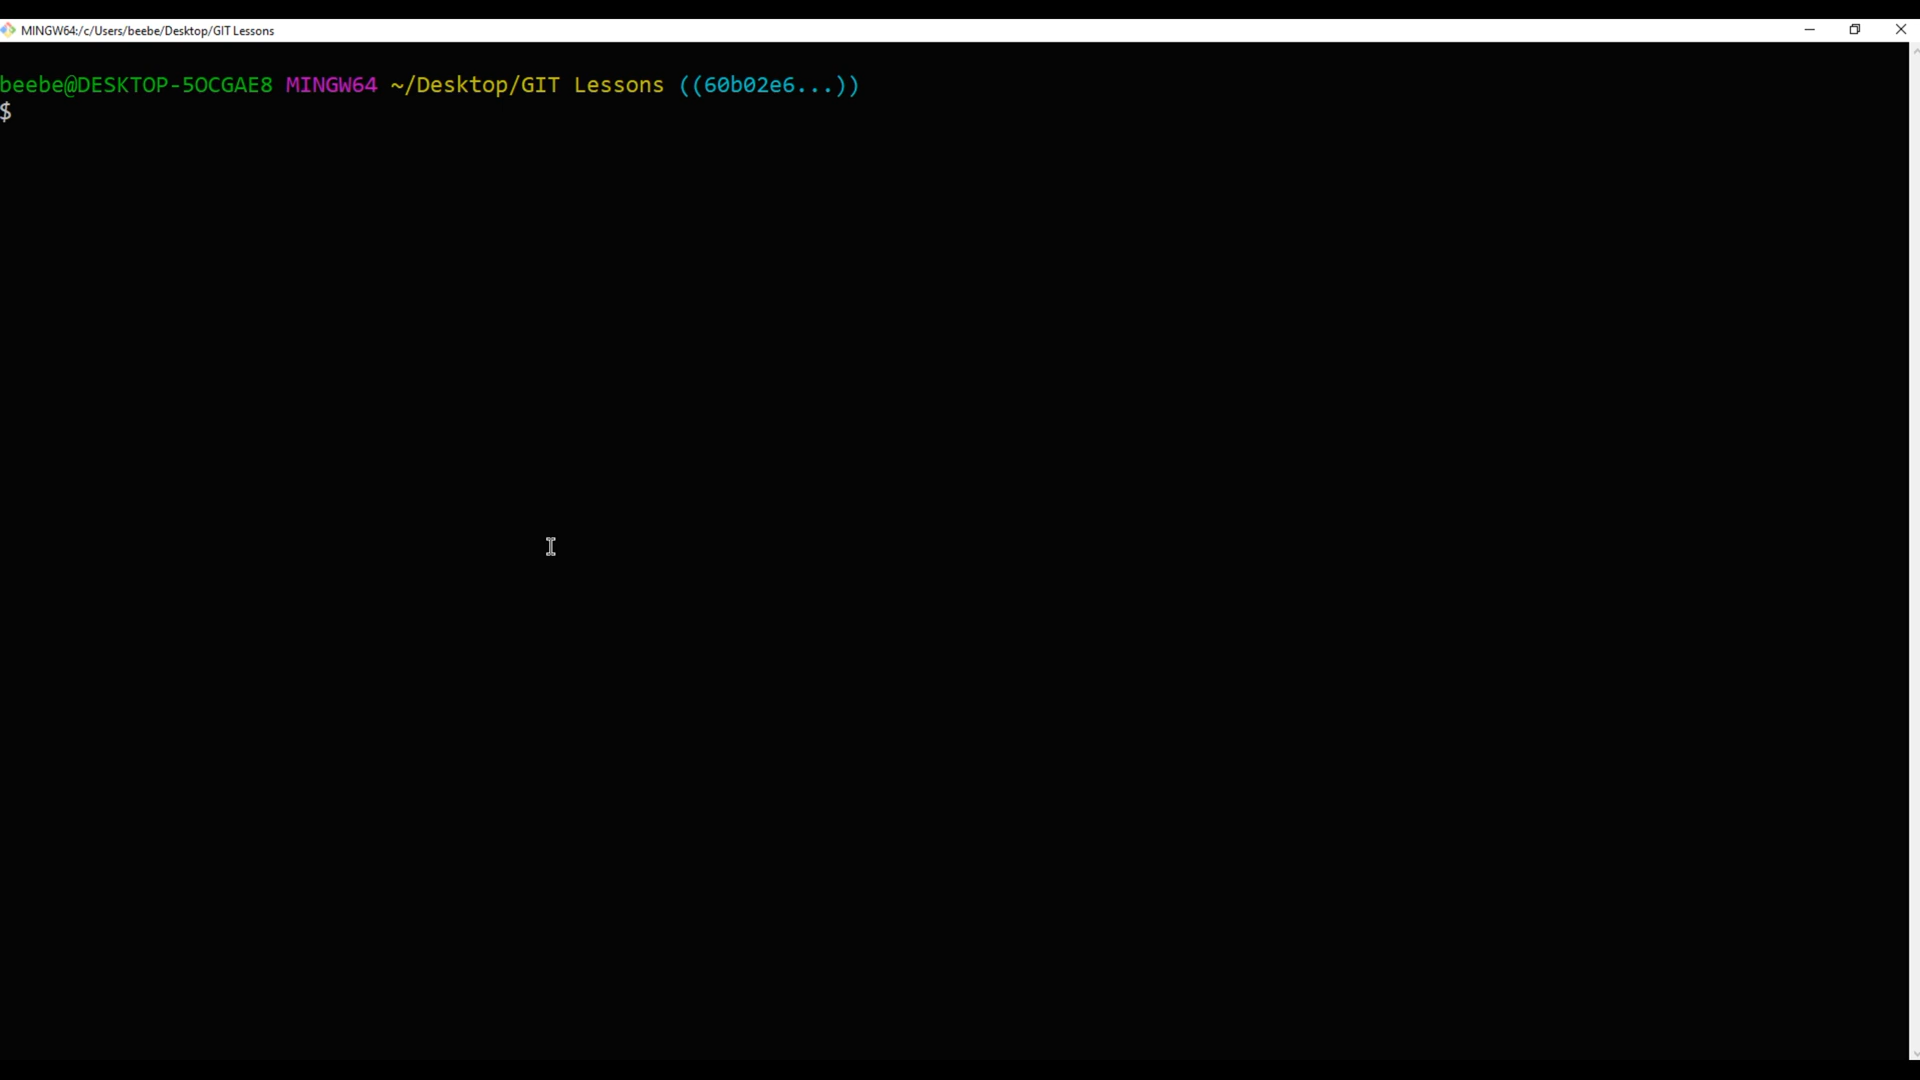 MINGW64:/c/Users/beebe/Desktop/GIT Lessons
beebe@DESKTOP-5OCGAE8 MINGW64 ~/Desktop/GIT Lessons ((60b02e6...))
$